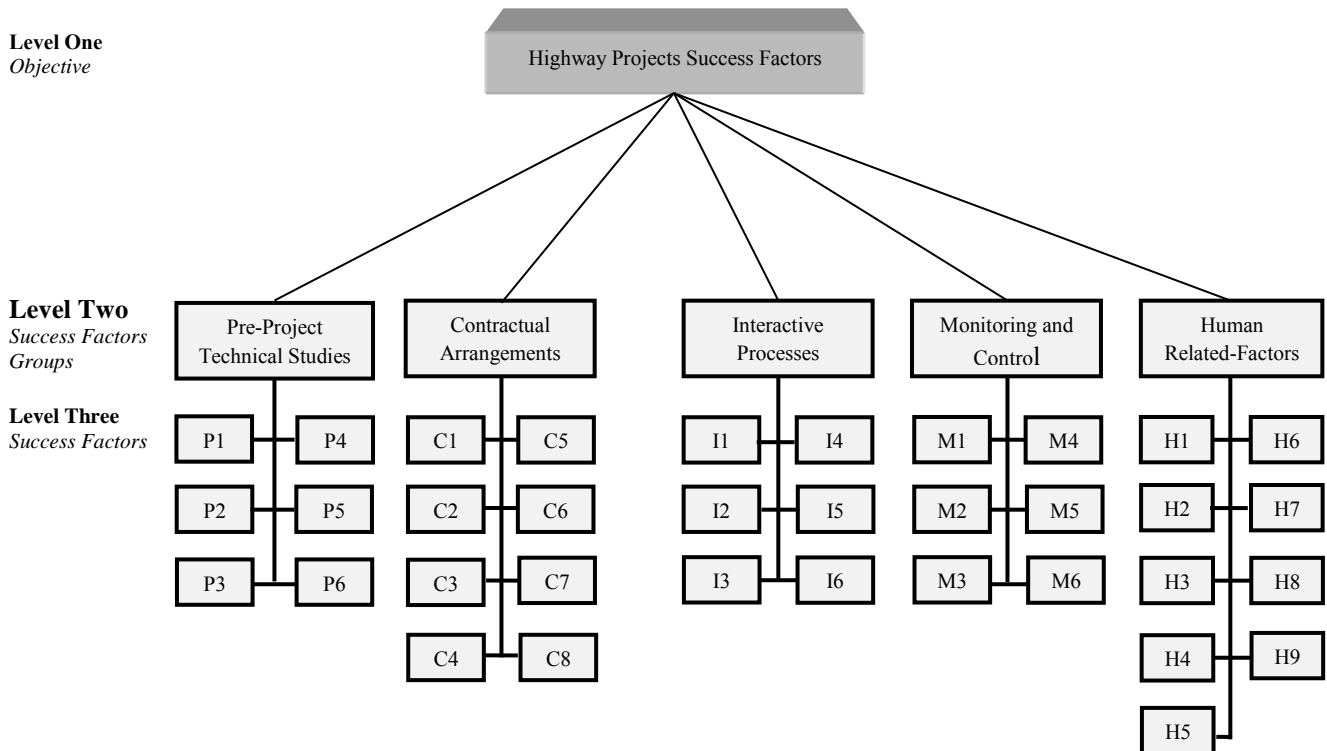 Level One
Objective
Highway Projects Success Factors
Level Two
Success Factors
Groups
Pre-Project
Technical Studies
Contractual
Arrangements
Interactive
Processes
Monitoring and
Control
Human
Related-Factors
Level Three
Success Factors
P1 P4 C1 C5 I1 I4 M1 M4 H1 H6
P2 P5 C2 C6 I2 I5 M2 M5 H2 H7
P3 P6 C3 C7 I3 I6 M3 M6 H3 H8
C4 C8 H4 H9
H5